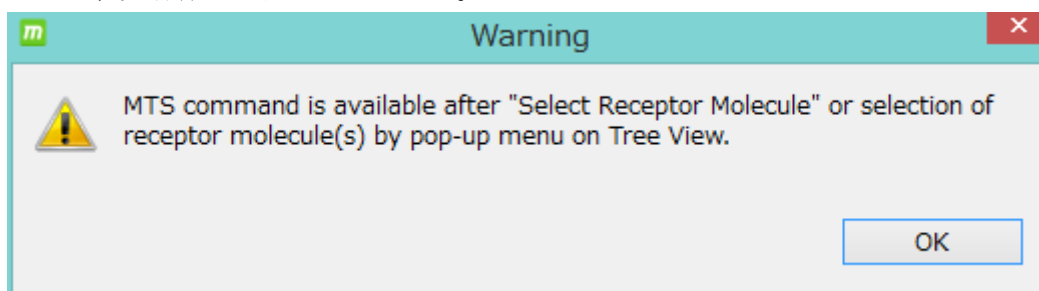 m
Warning
MTS command is available after "Select Receptor Molecule" or selection of
receptor molecule(s) by pop-up menu on Tree View.
OK